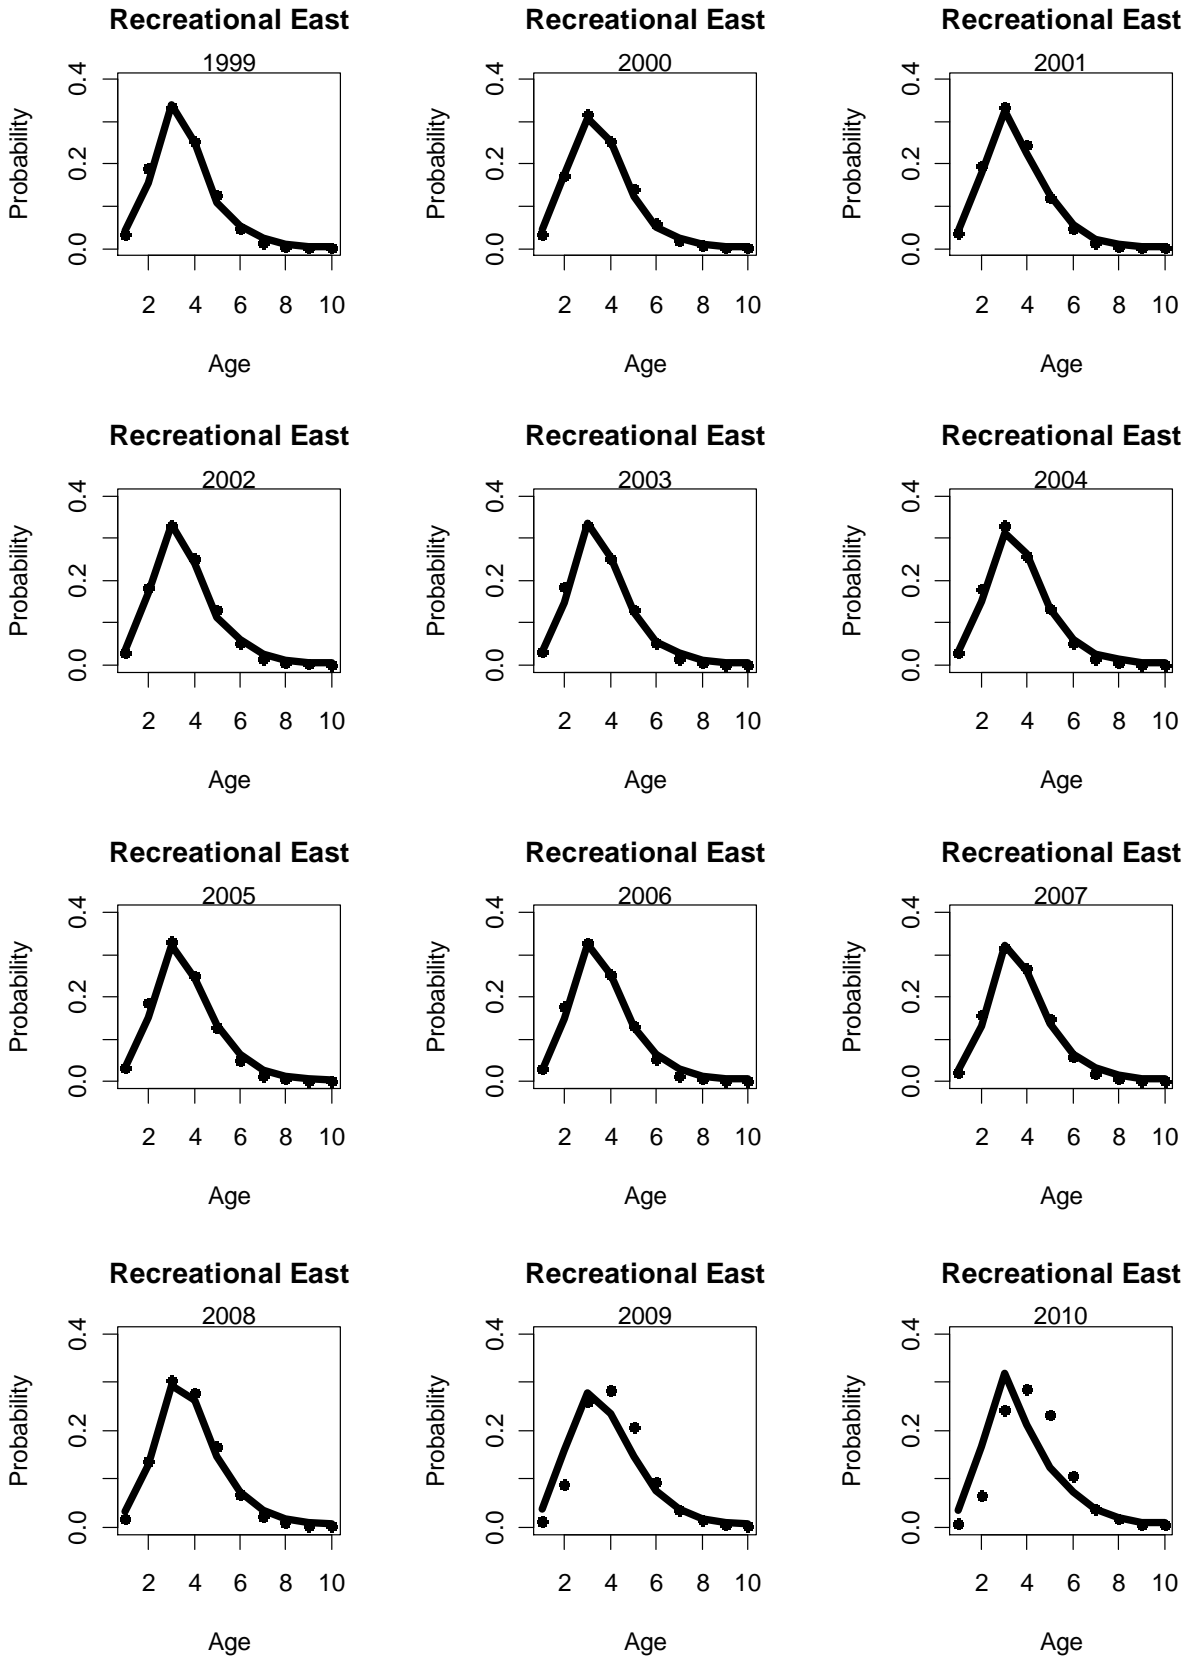 Recreational East Recreational East Recreational East
1999 2000 2001
Probability Probability Probability
0.4 0.4 0.4
0.2 0.2 0.2
0.0 0.0 0.0
2 4 6 8 10 2 4 6 8 10 2 4 6 8 10
Age Age Age
Recreational East Recreational East Recreational East
2002 2003 2004
Probability Probability Probability
0.4 0.4 0.4
0.2 0.2 0.2
0.0 0.0 0.0
2 4 6 8 10 2 4 6 8 10 2 4 6 8 10
Age Age Age
Recreational East Recreational East Recreational East
2005 2006 2007
Probability Probability Probability
0.4 0.4 0.4
0.2 0.2 0.2
0.0 0.0 0.0
2 4 6 8 10 2 4 6 8 10 2 4 6 8 10
Age Age Age
Recreational East Recreational East Recreational East
2008 2009 2010
Probability Probability Probability
0.4 0.4 0.4
0.2 0.2 0.2
0.0 0.0 0.0
2 4 6 8 10 2 4 6 8 10 2 4 6 8 10
Age Age Age